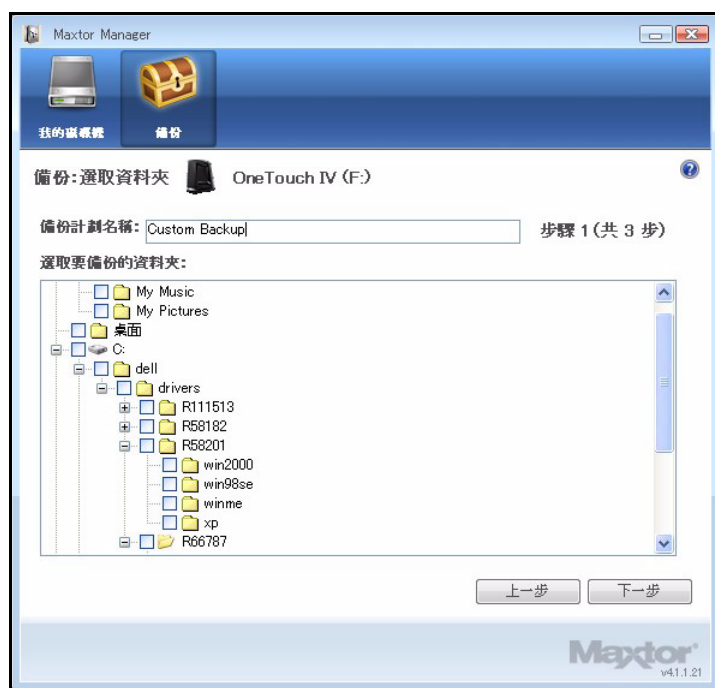 Maxtor Manager
我的磁碟機
備份
備份:選取資料夾 OneTouch IV (F:)
備份計劃名稱: Custom Backup
步驟 1 (共 3 步)
選取要備份的資料夾:
My Music
My Pictures
桌面
C:
dell
drivers
R111513
R58182
R58201
win2000
win98se
winme
xp
R66787
上一步
下一步
Maxtor
v4.1.1.21